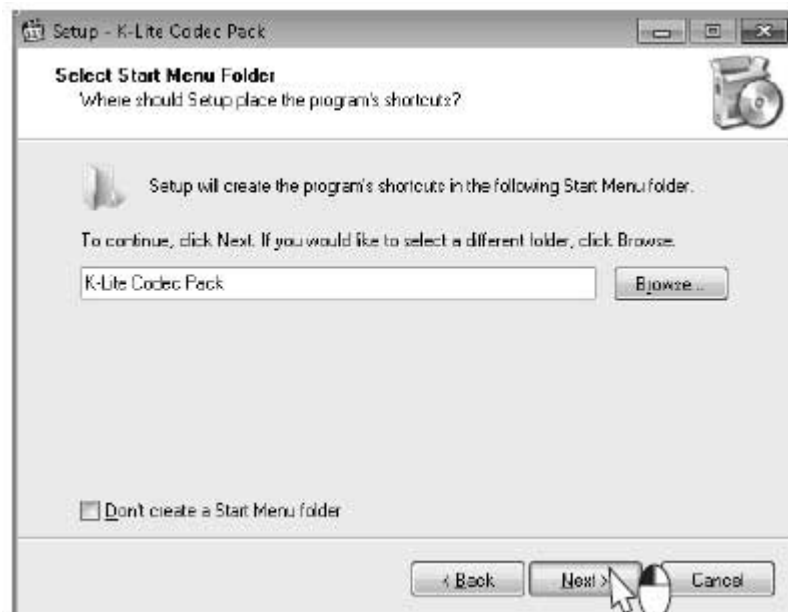 Setup - K-Lite Codec Pack
Select Start Menu Folder
Where should Setup place the program's shortcuts?
Setup will create the program's shortcuts in the following Start Menu folder.
To continue, click Next. If you would like to select a different folder, click Browse.
K-Lite Codec Pack
Browse...
Don't create a Start Menu folder
< Back
Next >
Cancel